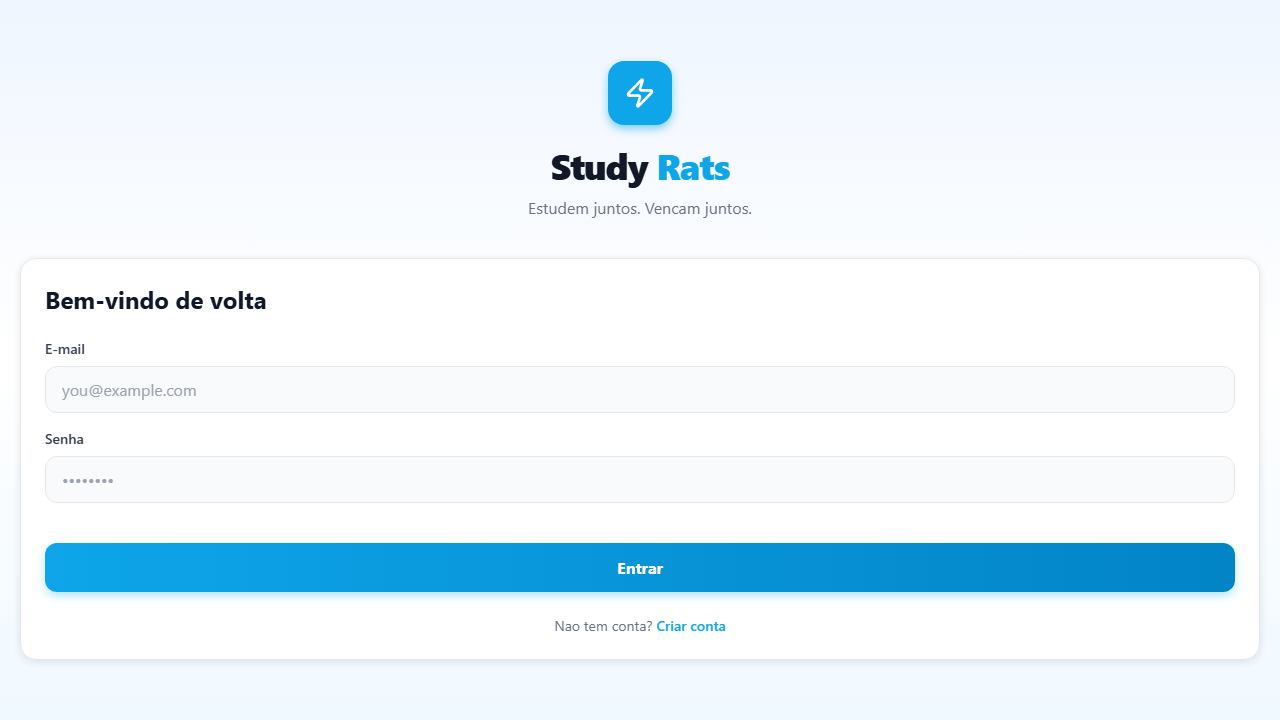 Study Rats
Estudem juntos. Vencam juntos.
Bem-vindo de volta
E-mail
you@example.com
Senha
••••••••
Entrar
Nao tem conta? Criar conta